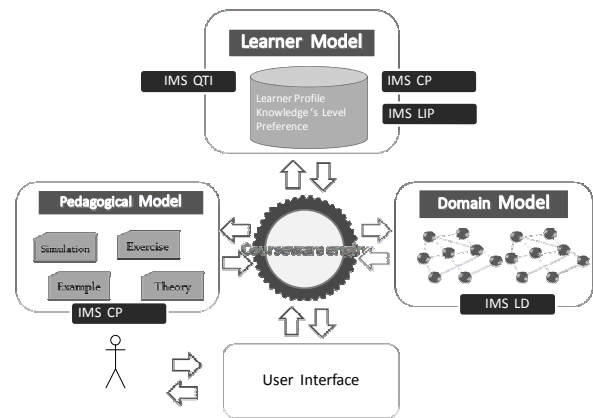 Learner Model
IMS QTI
IMS CP
Learner Profile
Knowledge's Level
Preference
IMS LIP
Pedagogical Model
Simulation
Exercise
Example
Theory
IMS CP
Courseware engine
Domain Model
IMS LD
User Interface